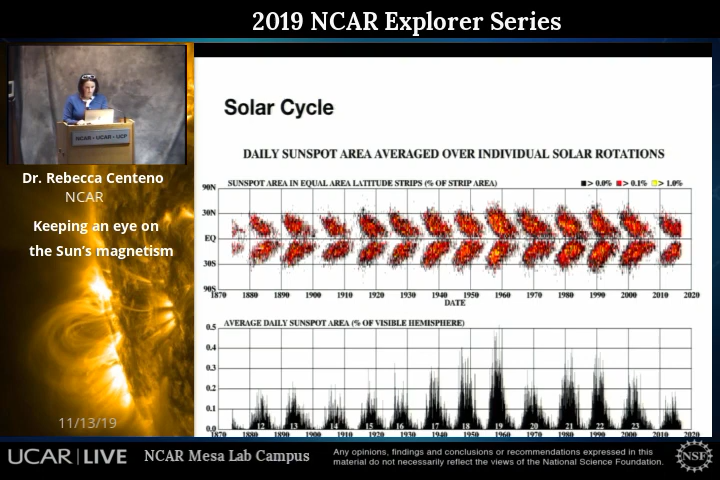 2019 NCAR Explorer Series
NCAR • UCAR • UCP
Dr. Rebecca Centeno
NCAR
Keeping an eye on
the Sun's magnetism
11/13/19
Solar Cycle
DAILY SUNSPOT AREA AVERAGED OVER INDIVIDUAL SOLAR ROTATIONS
SUNSPOT AREA IN EQUAL AREA LATITUDE STRIPS (% OF STRIP AREA) > 0.0% > 0.1% > 1.0%
90N
30N
EQ
30S
90S
1870 1880 1890 1900 1910 1920 1930 1940 1950 1960 1970 1980 1990 2000 2010 2020
DATE
AVERAGE DAILY SUNSPOT AREA (% OF VISIBLE HEMISPHERE)
0.5
0.4
0.3
0.2
0.1
0.0
12 13 14 15 16 17 18 19 20 21 22 23
1870 1880 1890 1900 1910 1920 1930 1940 1950 1960 1970 1980 1990 2000 2010 2020
UCAR | LIVE
NCAR Mesa Lab Campus
Any opinions, findings and conclusions or recommendations expressed in this
material do not necessarily reflect the views of the National Science Foundation.
NSF